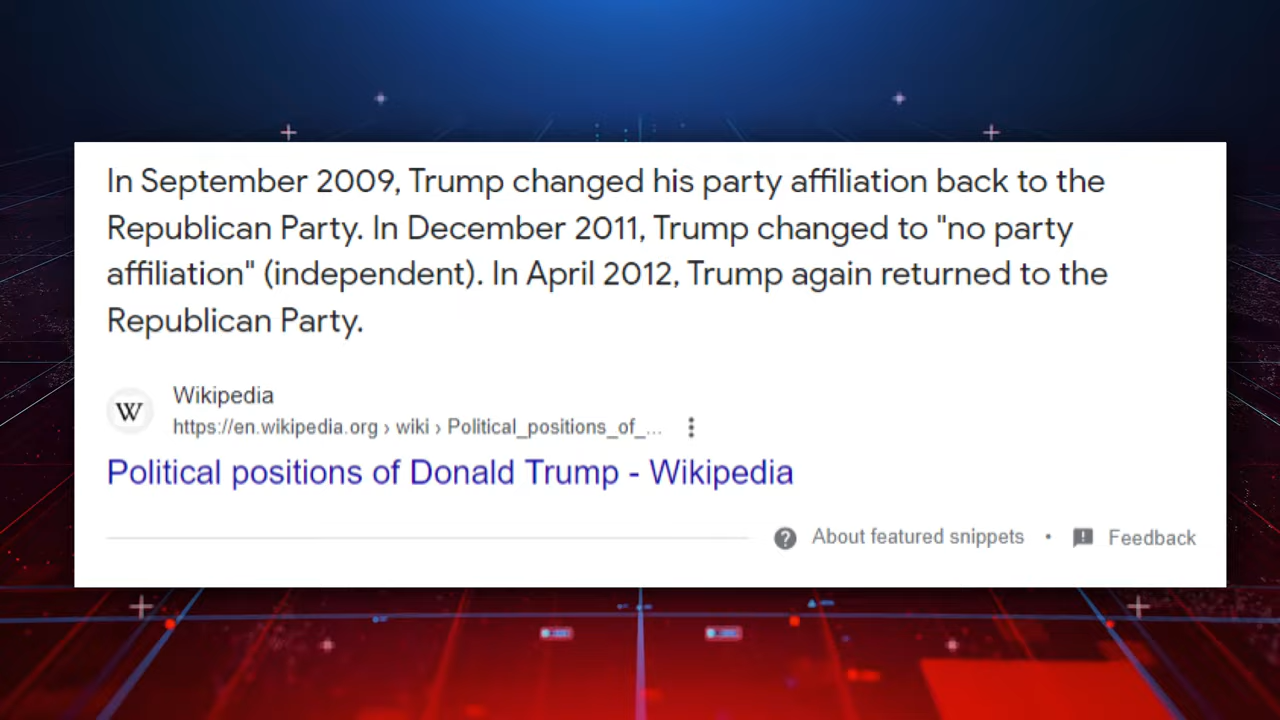 In September 2009, Trump changed his party affiliation back to the
Republican Party. In December 2011, Trump changed to "no party
affiliation" (independent). In April 2012, Trump again returned to the
Republican Party.
W
Wikipedia
https://en.wikipedia.org › wiki › Political_positions_of_...
Political positions of Donald Trump - Wikipedia
About featured snippets • Feedback